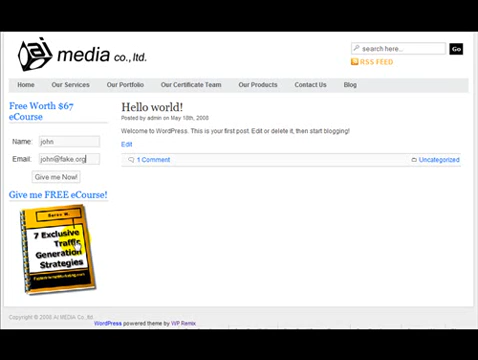 ai media co., ltd.
search here...
Go
RSS FEED
Home
Our Services
Our Portfolio
Our Certificate Team
Our Products
Contact Us
Blog
Free Worth $67
eCourse
Name: john
Email: john@fake.org
Give me Now!
Give me FREE eCourse!
7 Exclusive
Traffic
Generation
Strategies
Hello world!
Posted by admin on May 18th, 2008
Welcome to WordPress. This is your first post. Edit or delete it, then start blogging!
Edit
1 Comment
Uncategorized
Copyright © 2008 Ai MEDIA Co.,ltd.
WordPress powered theme by WP Remix